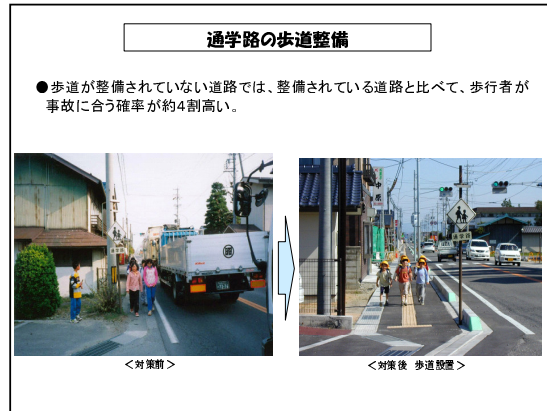 通学路の歩道整備
●歩道が整備されていない道路では、整備されている道路と比べて、歩行者が
事故に合う確率が約4割高い。
＜対策前＞
＜対策後　歩道設置＞